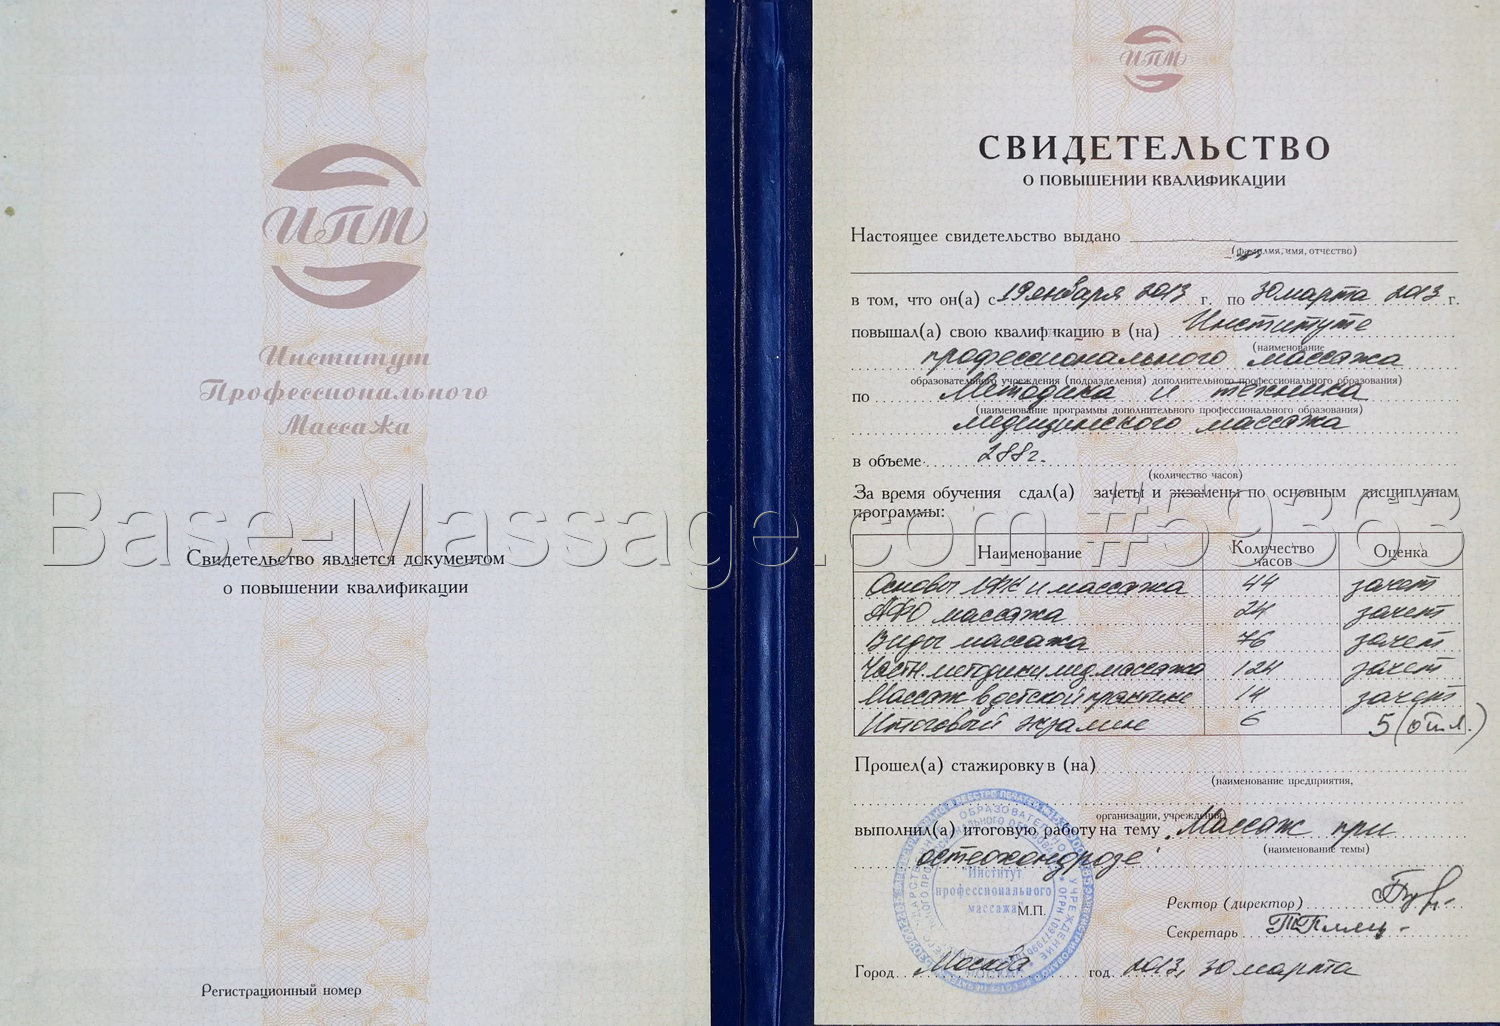 ИПМ
Институт
Профессионального
Массажа
Свидетельство является документом
о повышении квалификации
Регистрационный номер
ИПМ
СВИДЕТЕЛЬСТВО
О ПОВЫШЕНИИ КВАЛИФИКАЦИИ
Настоящее свидетельство выдано
(фамилия, имя, отчество)
в том, что он(а) с 19 января 2013 г. по 30 марта 2013 г.
повышал(а) свою квалификацию в (на) Институте
(наименование
профессионального массажа
образовательного учреждения (подразделения) дополнительного профессионального образования)
по Методика и техника
(наименование программы дополнительного профессионального образования)
медицинского массажа
в объеме 288 г.
(количество часов)
За время обучения сдал(а) зачеты и экзамены по основным дисциплинам
программы:
Base-Massage.com #59363
Наименование Количество часов Оценка
Основы ЛФК и массажа 44 зачет
АФО массажа 24 зачет
Виды массажа 76 зачет
Частн. методики мед массажа 124 зачет
Массаж в детской практике 14 зачет
Итоговый экзамен 6 5 (отл.)
Прошел(а) стажировку в (на)
(наименование предприятия,
организации, учреждения)
выполнил(а) итоговую работу на тему „Массаж при
(наименование темы)
остеохондрозе"
"Институт
профессионального
массажа"
М.П.
Ректор (директор)
Секретарь
Город Москва год 2013, 30 марта